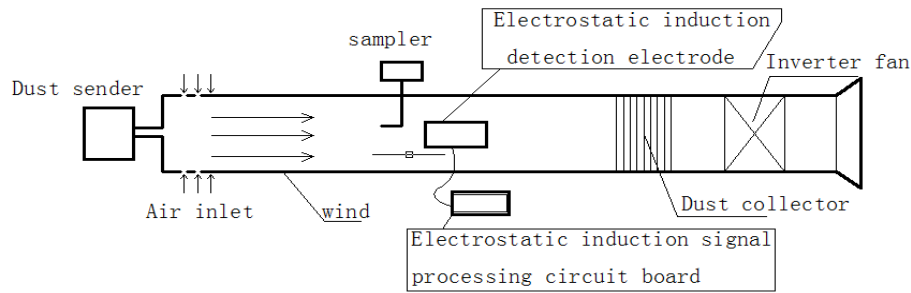 Electrostatic induction
detection electrode
sampler
Inverter fan
Dust sender
Air inlet
wind
Dust collector
Electrostatic induction signal
processing circuit board